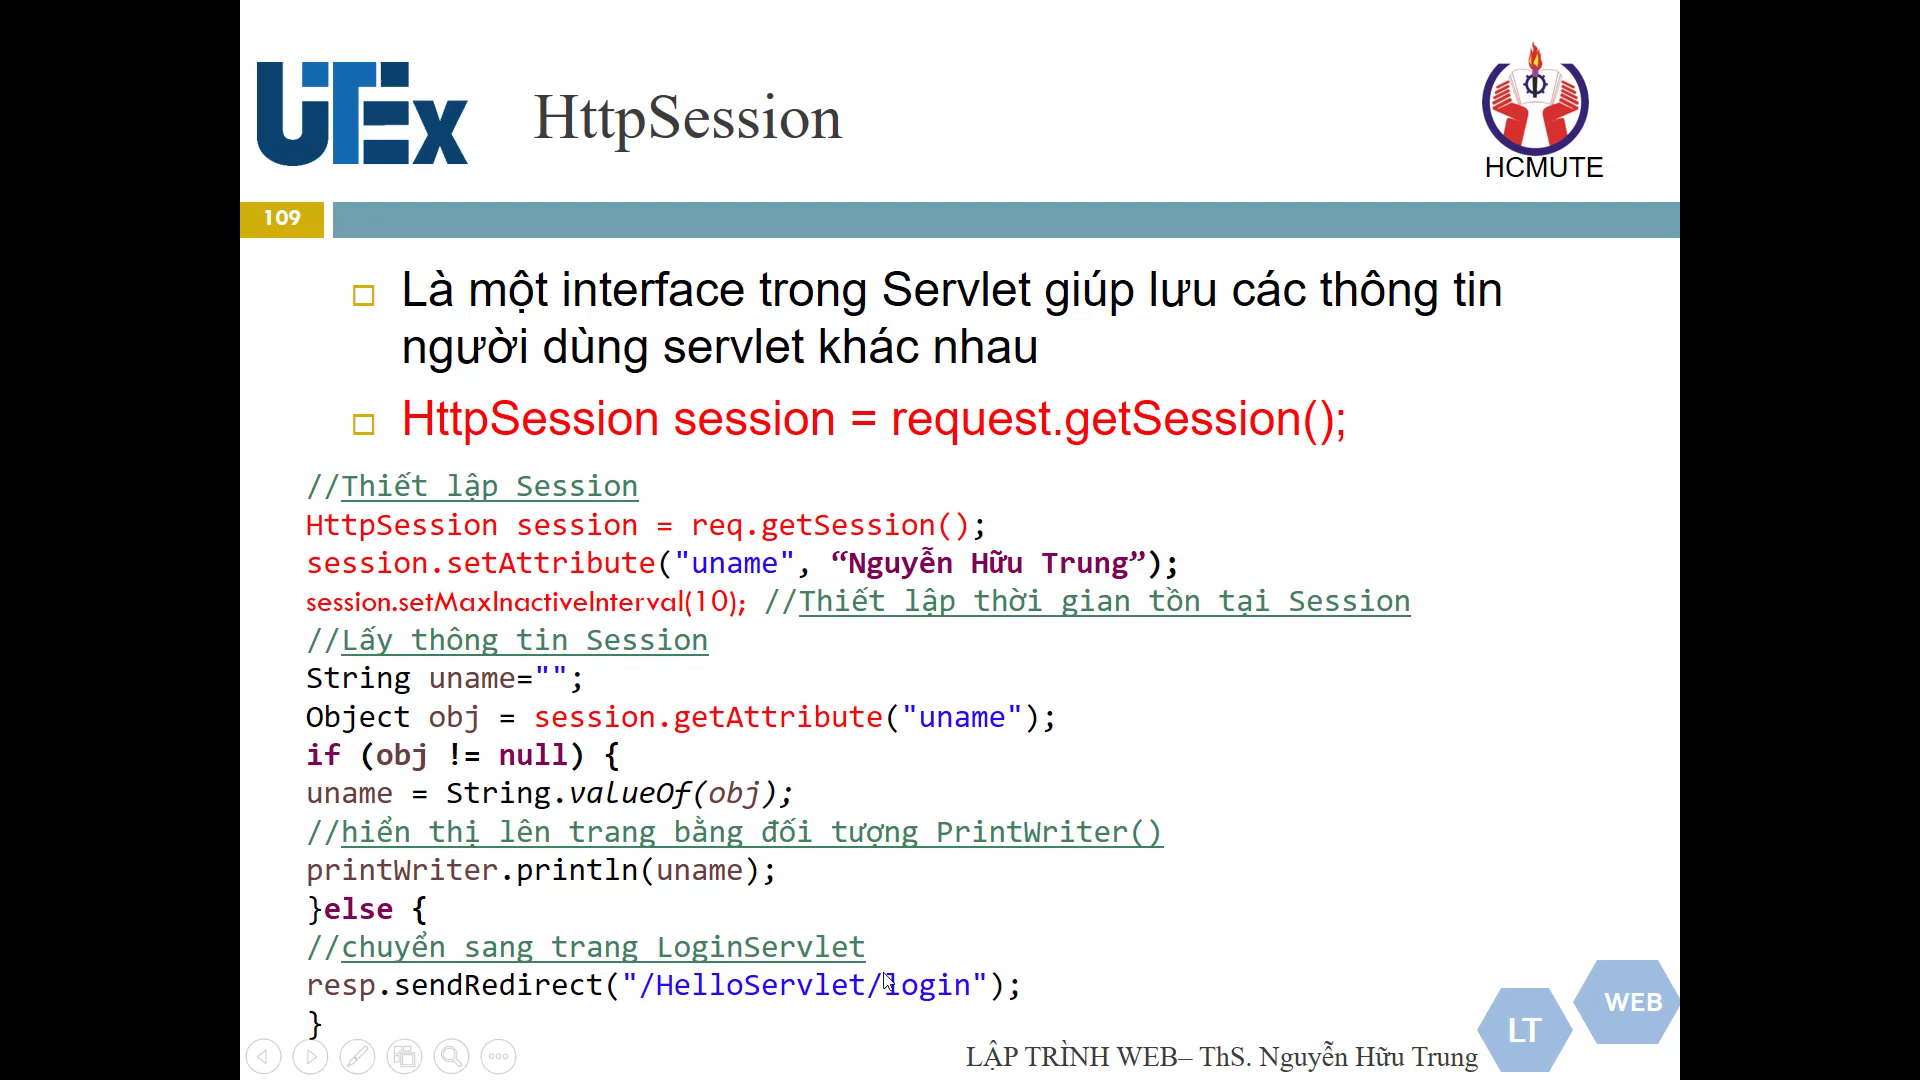 UTEx
HttpSession
HCMUTE
109
Là một interface trong Servlet giúp lưu các thông tin
người dùng servlet khác nhau
HttpSession session = request.getSession();
//Thiết lập Session
HttpSession session = req.getSession();
session.setAttribute("uname", “Nguyễn Hữu Trung”);
session.setMaxInactiveInterval(10); //Thiết lập thời gian tồn tại Session
//Lấy thông tin Session
String uname="";
Object obj = session.getAttribute("uname");
if (obj != null) {
uname = String.valueOf(obj);
//hiển thị lên trang bằng đối tượng PrintWriter()
printWriter.println(uname);
}else {
//chuyển sang trang LoginServlet
resp.sendRedirect("/HelloServlet/login");
}
LẬP TRÌNH WEB– ThS. Nguyễn Hữu Trung
LT
WEB